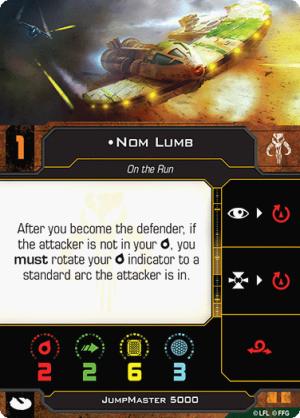 1
•Nom Lumb
On the Run
After you become the defender, if
the attacker is not in your , you
must rotate your  indicator to a
standard arc the attacker is in.
2 2 6 3
JumpMaster 5000
©LFL ©FFG